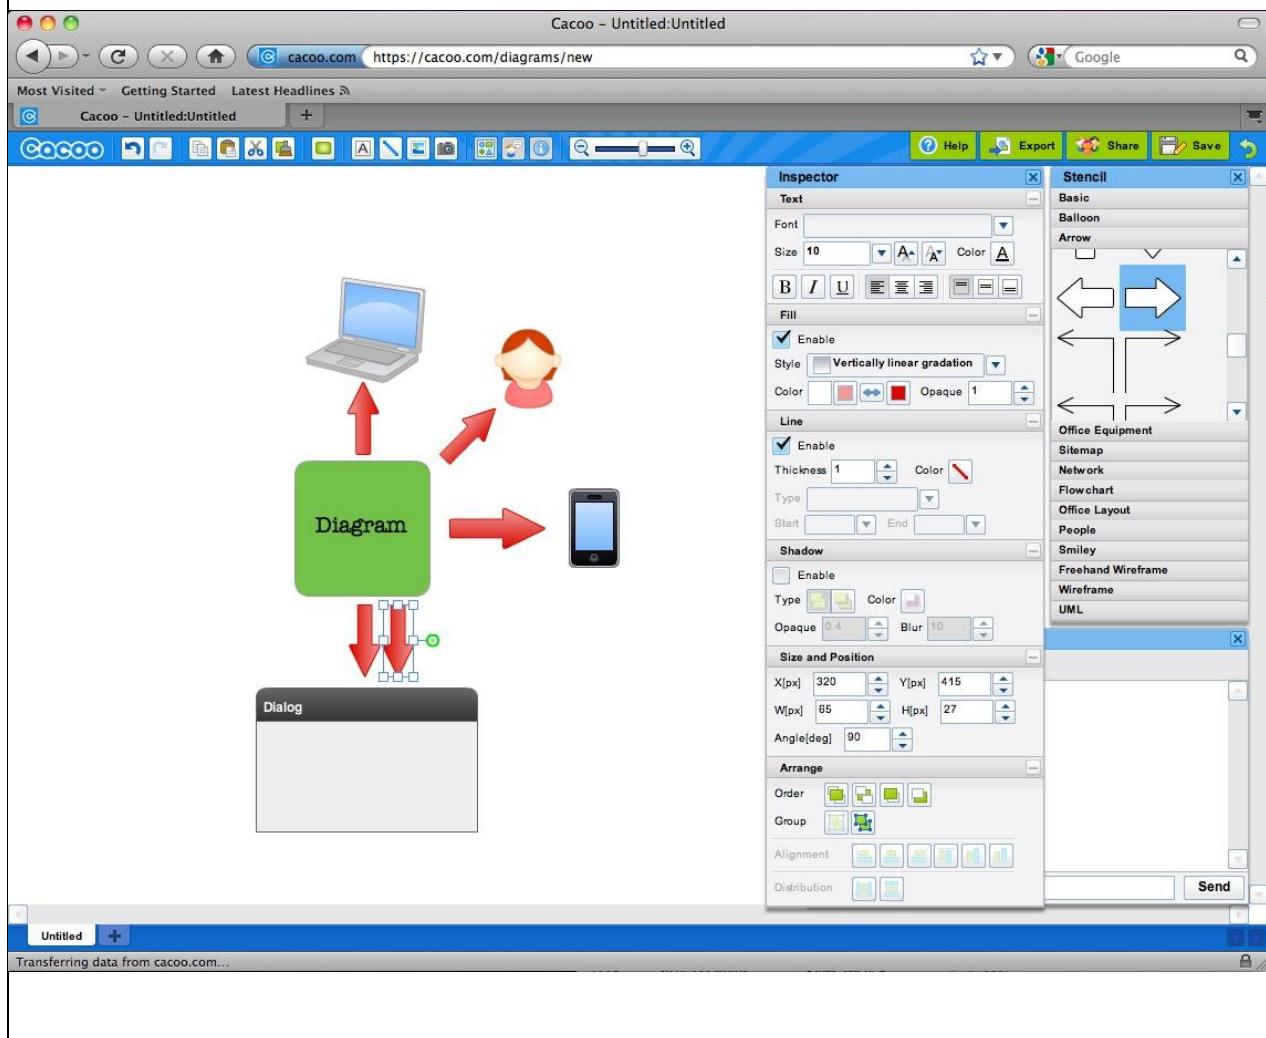 Cacoo – Untitled:Untitled
cacoo.com https://cacoo.com/diagrams/new Google
Most Visited Getting Started Latest Headlines
Cacoo – Untitled:Untitled +
Cacoo Help Export Share Save
Inspector
Text
Font
Size 10 Color A
B I U
Fill
Enable
Style Vertically linear gradation
Color Opaque 1
Line
Enable
Thickness 1 Color
Type
Start End
Shadow
Enable
Type Color
Opaque 0.4 Blur 10
Size and Position
X[px] 320 Y[px] 415
W[px] 65 H[px] 27
Angle[deg] 90
Arrange
Order
Group
Alignment
Distribution
Stencil
Basic
Balloon
Arrow
Office Equipment
Sitemap
Network
Flowchart
Office Layout
People
Smiley
Freehand Wireframe
Wireframe
UML
Send
Diagram
Dialog
Untitled
Transferring data from cacoo.com...